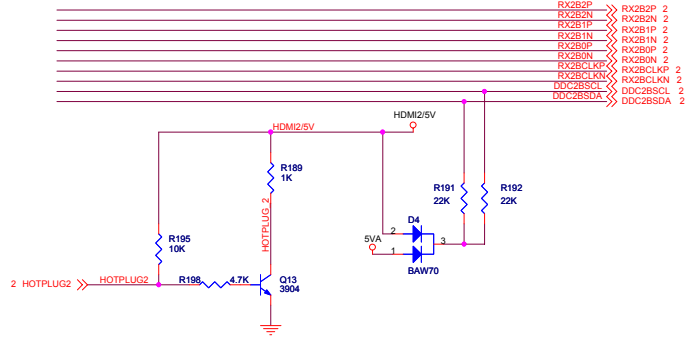 RX2B2P RX2B2P 2
RX2B2N RX2B2N 2
RX2B1P RX2B1P 2
RX2B1N RX2B1N 2
RX2B0P RX2B0P 2
RX2B0N RX2B0N 2
RX2BCLKP RX2BCLKP 2
RX2BCLKN RX2BCLKN 2
DDC2BSCL DDC2BSCL 2
DDC2BSDA DDC2BSDA 2
HDMI2/5V
HDMI2/5V
R189
1K
R191
22K
R192
22K
HOTPLUG_2
D4
2
5VA
1
3
BAW70
R195
10K
2 HOTPLUG2
HOTPLUG2
R198 4.7K
Q13
3904